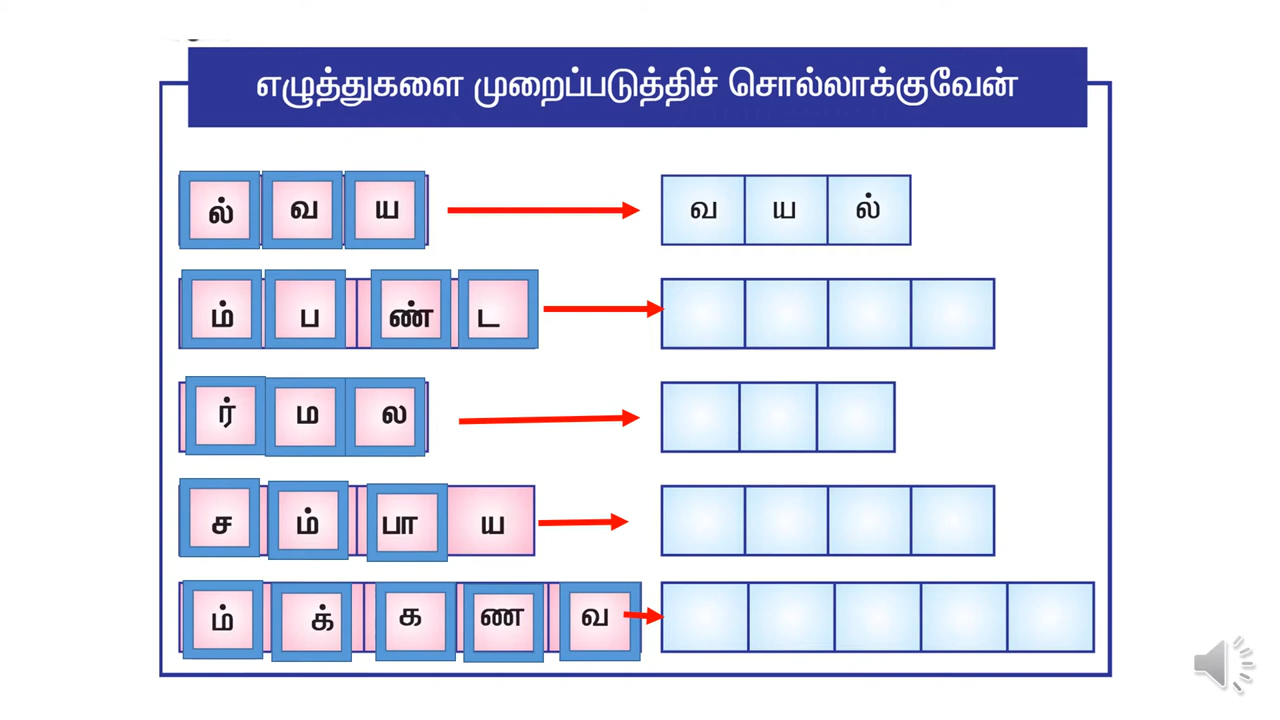 எழுத்துகளை முறைப்படுத்திச் சொல்லாக்குவேன்
ல் வ ய வ ய ல்
ம் ப ண் ட
ர் ம ல
ச ம் பா ய
ம் க் க ண வ